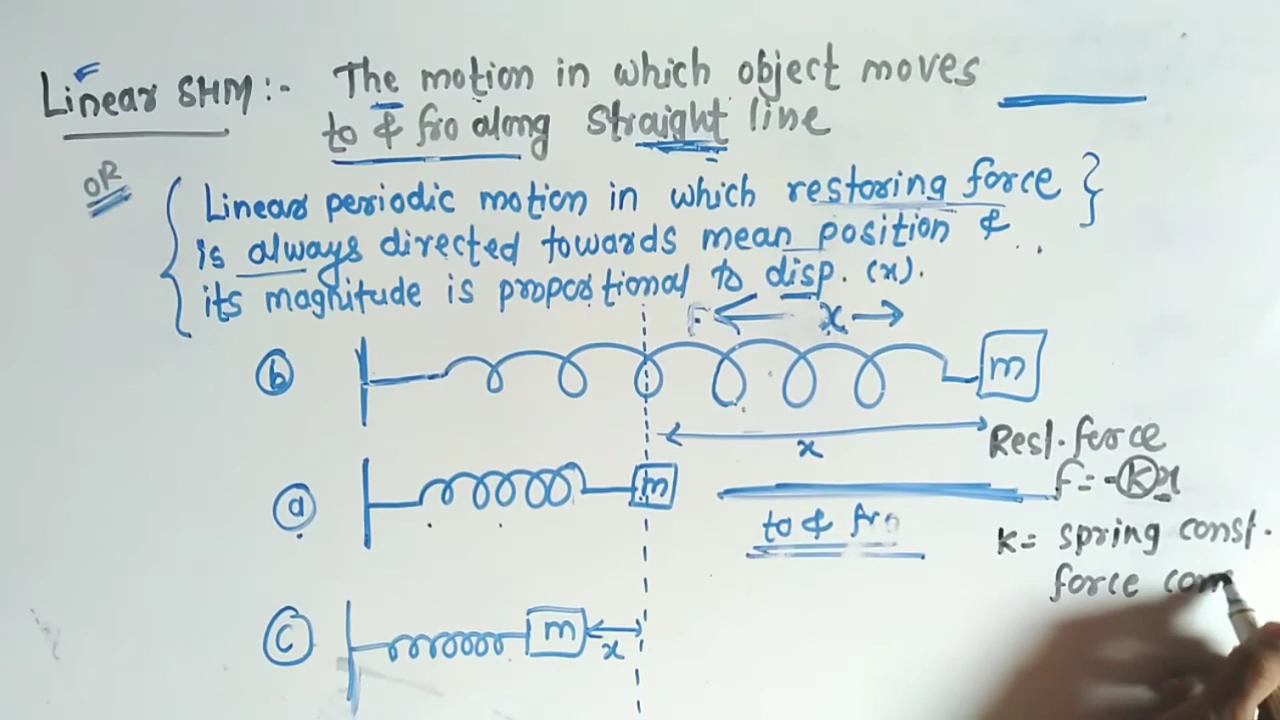 Linear SHM:- The motion in which object moves
to & fro along straight line
OR
Linear periodic motion in which restoring force
is always directed towards mean position &
its magnitude is proportional to disp. (x).
F x
b m
x
Rest. force
a m
f = -Kx
to & fro
K = spring const.
force con
c m x